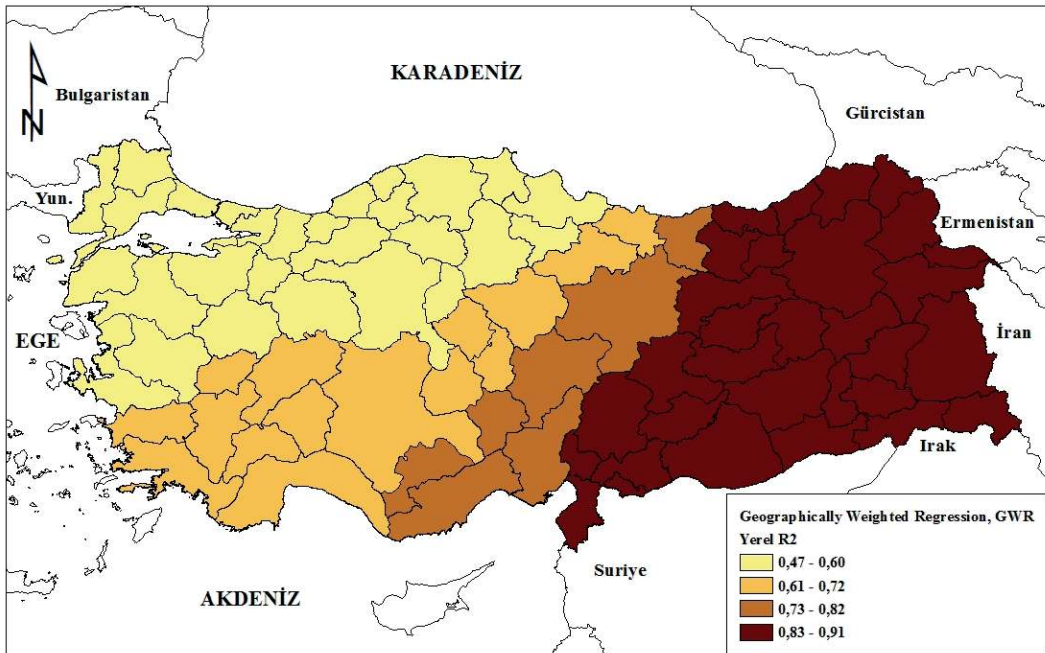 KARADENİZ
Bulgaristan
N
Gürcistan
Yun.
Ermenistan
EGE
İran
Irak
Suriye
AKDENİZ
Geographically Weighted Regression, GWR
Yerel R2
0,47 - 0,60
0,61 - 0,72
0,73 - 0,82
0,83 - 0,91